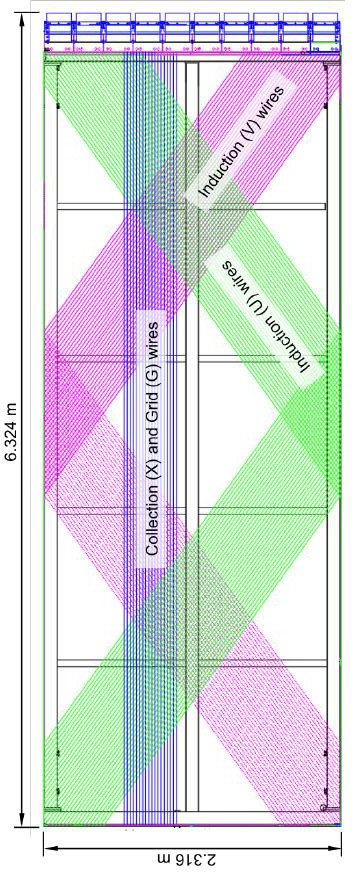 Induction (V) wires
Induction (U) wires
Collection (X) and Grid (G) wires
6.324 m
2.316 m